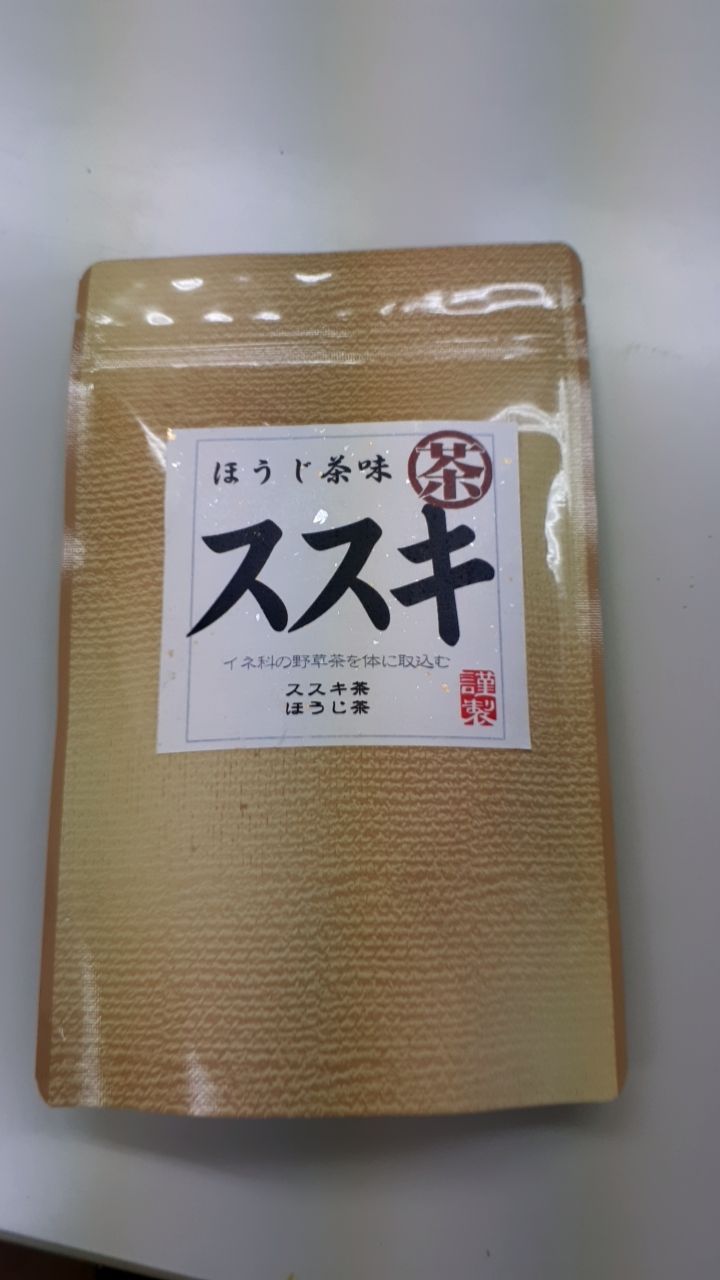 ほうじ茶味
茶
ススキ
イネ科の野草茶を体に取込む
ススキ茶
ほうじ茶
謹製